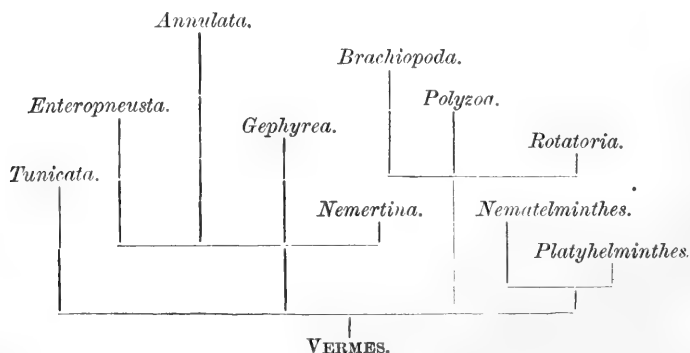 Annulata.
Brachiopoda.
Enteropneusta.
Polyzoa.
Gephyrea.
Rotatoria.
Tunicata.
Nemertina.
Nematelminthes.
Platyhelminthes.
VERMES.